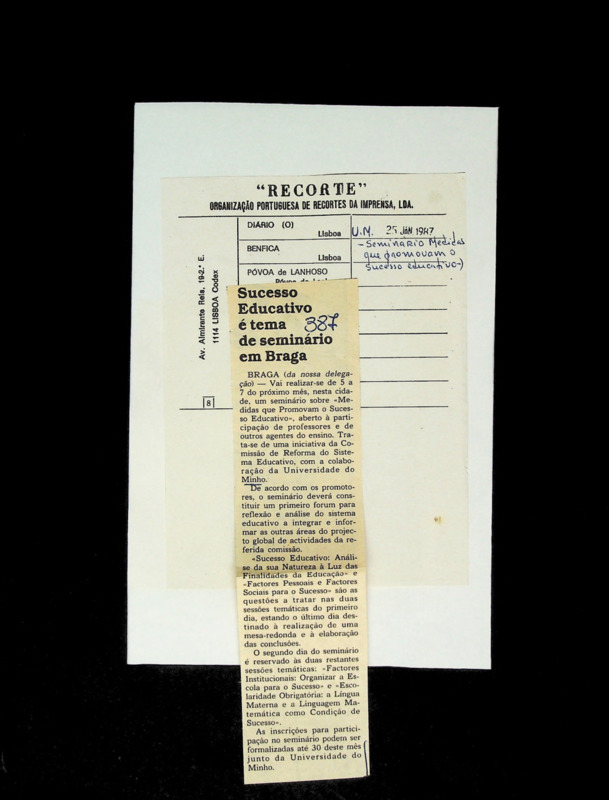 "RECORTE"
ORGANIZAÇÃO PORTUGUESA DE RECORTES DA IMPRENSA, LDA.
Av. Almirante Reis, 19-2.º E.
1114 LISBOA Codex
8
DIÁRIO (O)
Lisboa
BENFICA
Lisboa
PÓVOA de LANHOSO
U.M. 25 JAN 1987
- Seminário Medidas
que promovam o
Sucesso educativo-)
Sucesso
Educativo
é tema 387
de seminário
em Braga
BRAGA (da nossa delega-
ção) — Vai realizar-se de 5 a
7 do próximo mês, nesta cida-
de, um seminário sobre «Me-
didas que Promovam o Suces-
so Educativo», aberto à parti-
cipação de professores e de
outros agentes do ensino. Tra-
ta-se de uma iniciativa da Co-
missão de Reforma do Siste-
ma Educativo, com a colabo-
ração da Universidade do
Minho.
De acordo com os promoto-
res, o seminário deverá cons-
tituir um primeiro forum para
reflexão e análise do sistema
educativo a integrar e infor-
mar as outras áreas do projec-
to global de actividades da re-
ferida comissão.
«Sucesso Educativo: Análi-
se da sua Natureza à Luz das
Finalidades da Educação» e
«Factores Pessoais e Factores
Sociais para o Sucesso» são as
questões a tratar nas duas
sessões temáticas do primeiro
dia, estando o último dia des-
tinado à realização de uma
mesa-redonda e à elaboração
das conclusões.
O segundo dia do seminário
é reservado às duas restantes
sessões temáticas: «Factores
Institucionais: Organizar a Es-
cola para o Sucesso» e «Esco-
laridade Obrigatória: a Língua
Materna e a Linguagem Ma-
temática como Condição de
Sucesso».
As inscrições para partici-
pação no seminário podem ser
formalizadas até 30 deste mês
junto da Universidade do
Minho.